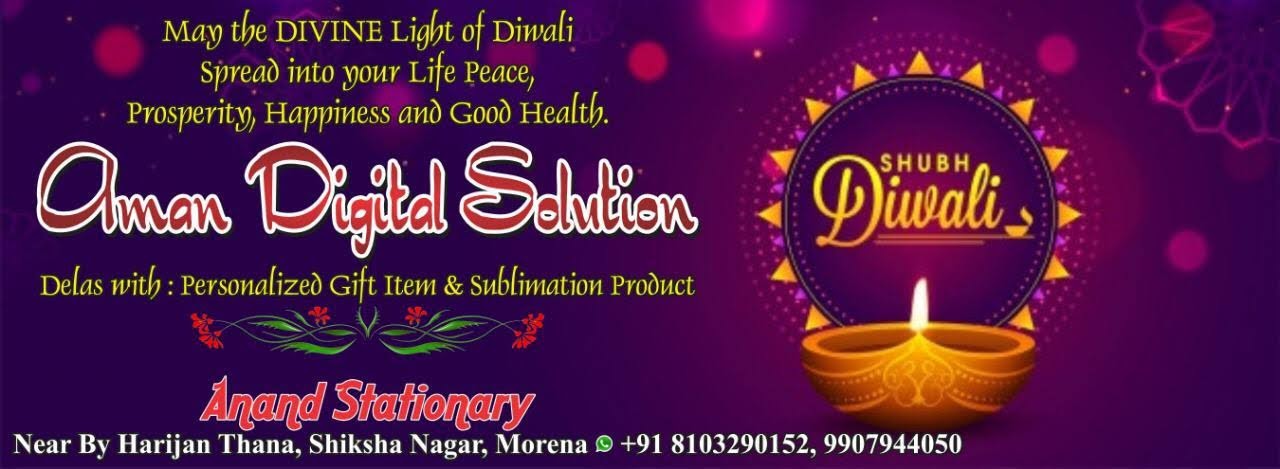 May the DIVINE Light of Diwali
Spread into your Life Peace,
Prosperity, Happiness and Good Health.
Aman Digital Solution
Delas with : Personalized Gift Item & Sublimation Product
SHUBH
Diwali
Anand Stationary
Near By Harijan Thana, Shiksha Nagar, Morena +91 8103290152, 9907944050